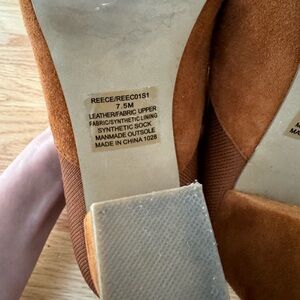 REECE/REEC01S1
7.5M
LEATHER/FABRIC UPPER
FABRIC/SYNTHETIC LINING
SYNTHETIC SOCK
MANMADE OUTSOLE
MADE IN CHINA 1028